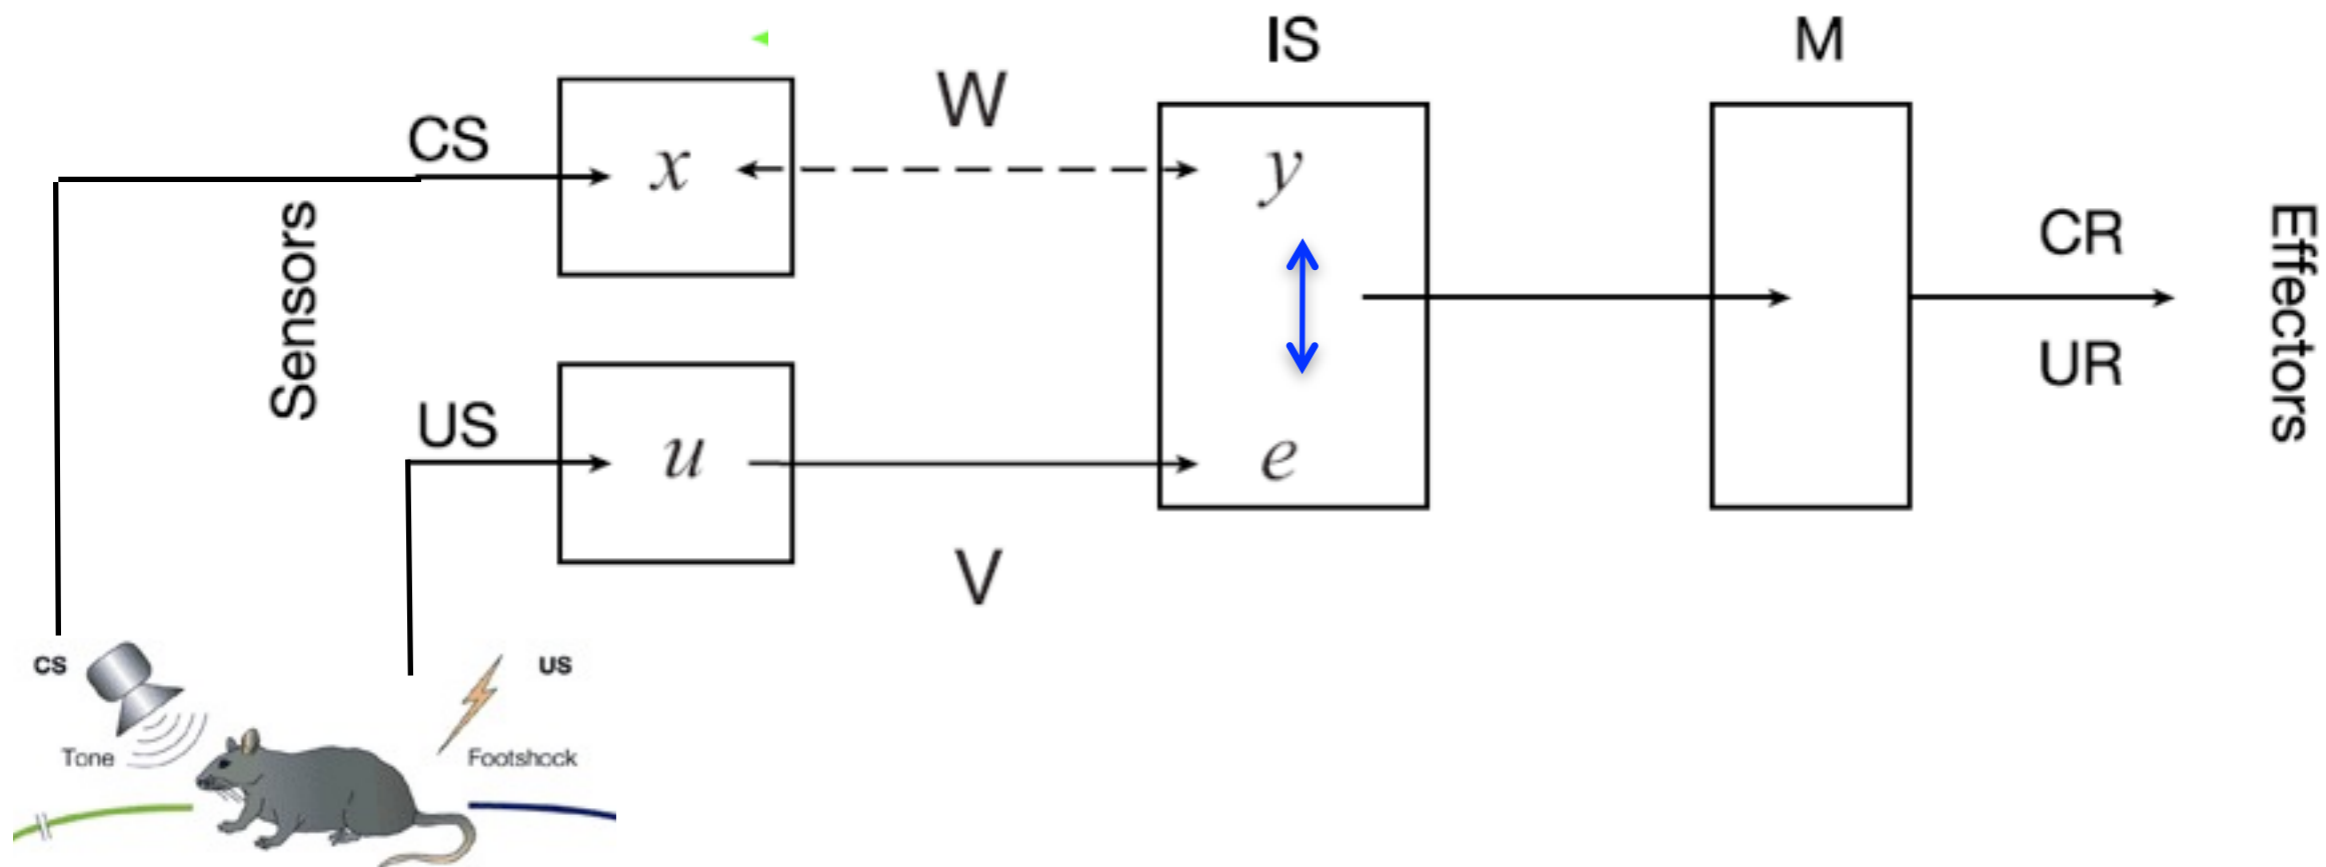 IS
M
W
CS
x
y
Sensors
CR
Effectors
UR
US
u
e
V
CS
US
Tone
Footshock